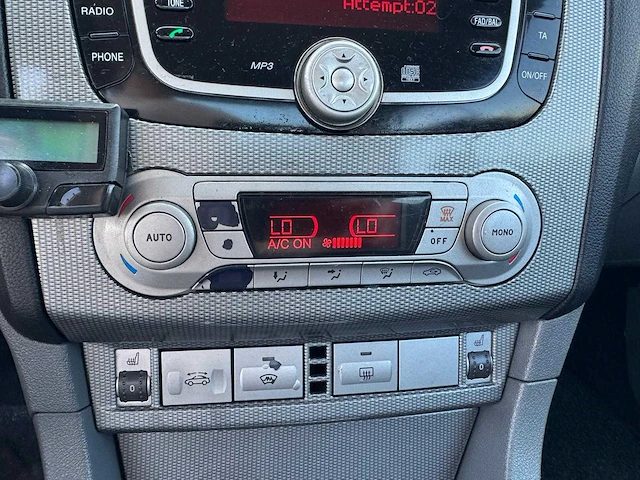 RADIO
PHONE
TUNE
Attempt:02
FAD/BAL
TA
ON/OFF
MP3
AUTO
LO LO
A/C ON
MAX
OFF
MONO
0
0